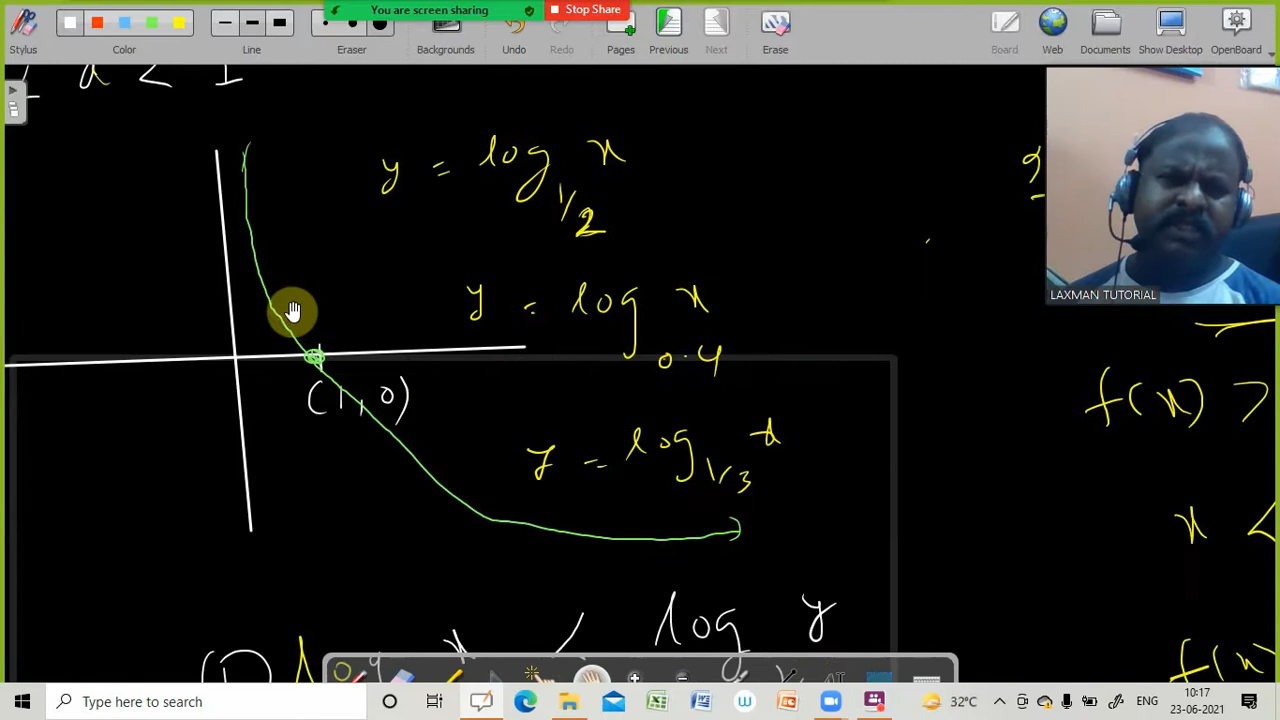 You are screen sharing
Stop Share
Stylus Color Line Eraser Backgrounds Undo Redo Pages Previous Next Erase Board Web Documents Show Desktop OpenBoard
a < 1
y = log 1/2 x
y = log 0.4 x
y = log 1/3 x
(1, 0)
LAXMAN TUTORIAL
f(x) >
x <
f(x)
x < log y
Type here to search
32°C
ENG
10:17
23-06-2021